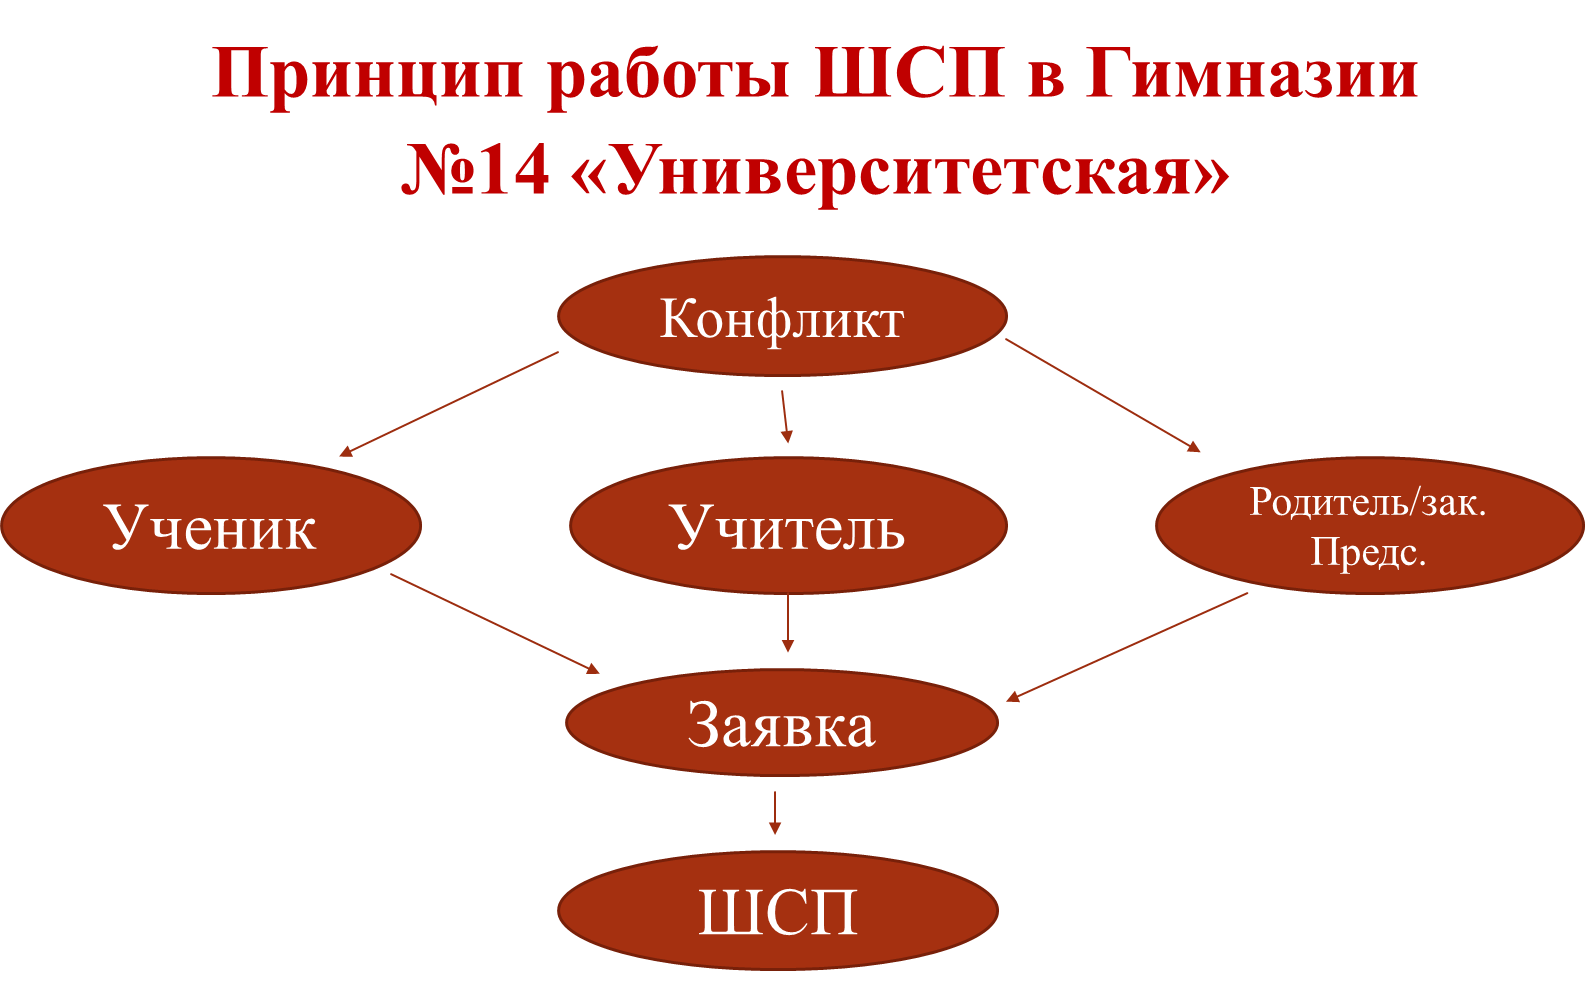 Принцип работы ШСП в Гимназии
№14 «Университетская»
Конфликт
Ученик
Учитель
Родитель/зак.
Предс.
Заявка
ШСП